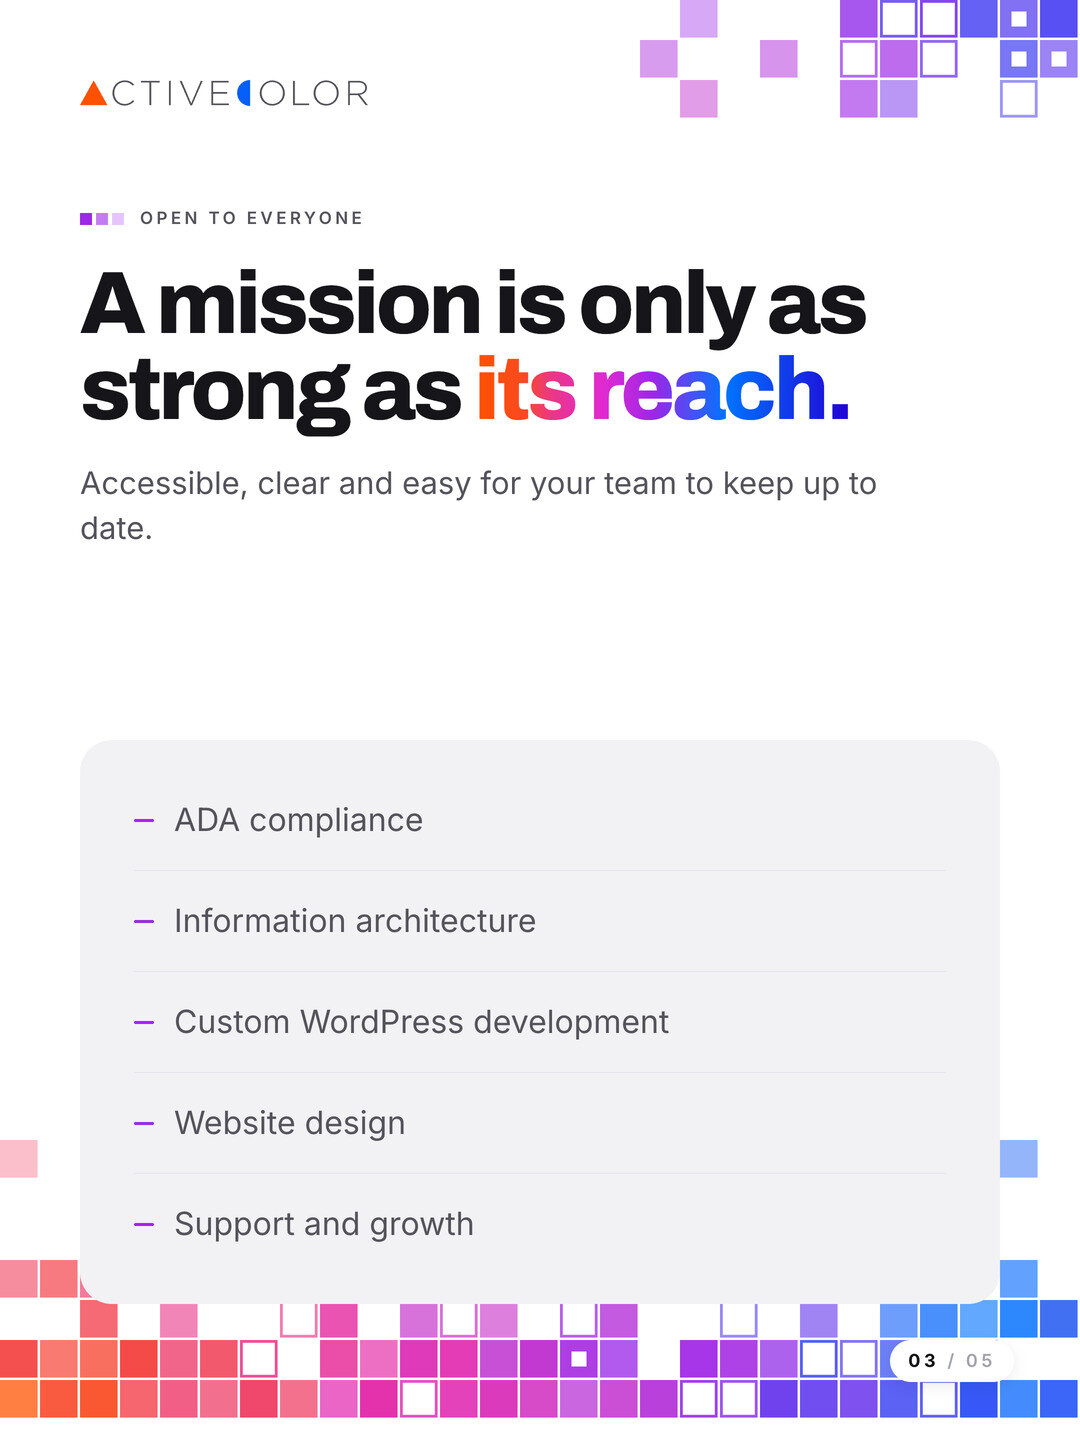 ACTIVECOLOR
OPEN TO EVERYONE
A mission is only as
strong as its reach.
Accessible, clear and easy for your team to keep up to
date.
ADA compliance
Information architecture
Custom WordPress development
Website design
Support and growth
03 / 05